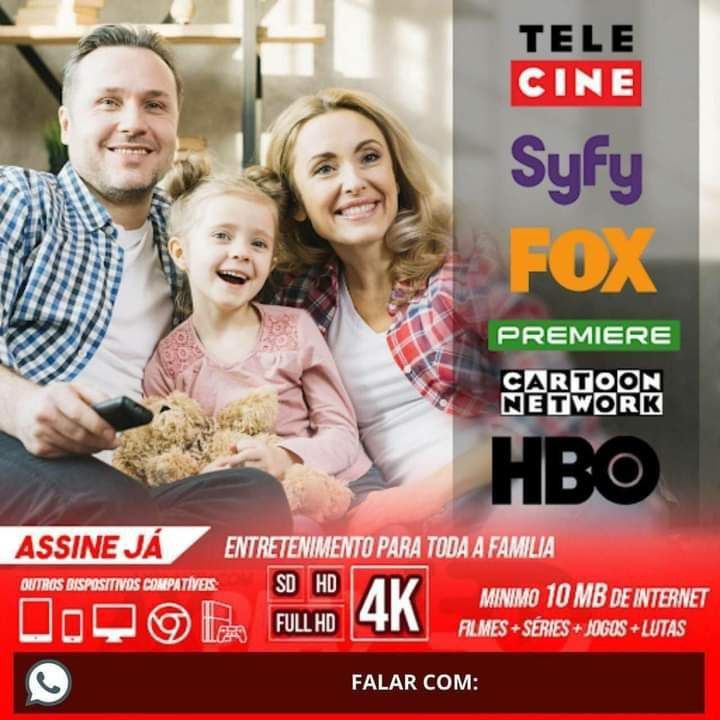 TELE
CINE
Syfy
FOX
PREMIERE
CARTOON
NETWORK
HBO
ASSINE JÁ
ENTRETENIMENTO PARA TODA A FAMILIA
OUTROS DISPOSITIVOS COMPATÍVEIS:
SD HD
FULL HD
4K
MINIMO 10 MB DE INTERNET
FILMES + SÉRIES + JOGOS + LUTAS
FALAR COM: